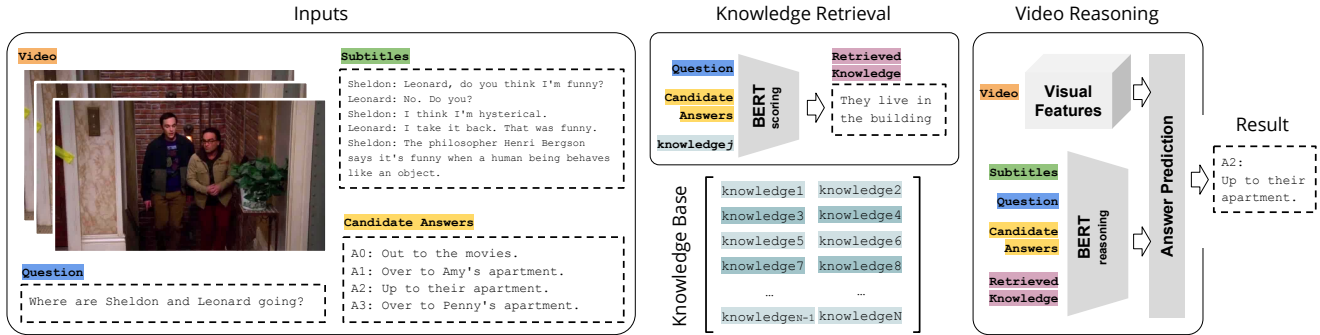 Inputs
Video
Subtitles
Sheldon: Leonard, do you think I'm funny?
Leonard: No. Do you?
Sheldon: I think I'm hysterical.
Leonard: I take it back. That was funny.
Sheldon: The philosopher Henri Bergson
says it's funny when a human being behaves
like an object.
Question
Where are Sheldon and Leonard going?
Candidate Answers
A0: Out to the movies.
A1: Over to Amy's apartment.
A2: Up to their apartment.
A3: Over to Penny's apartment.
Knowledge Retrieval
Question
Candidate
Answers
knowledgej
BERT
scoring
Retrieved
Knowledge
They live in
the building
Knowledge Base
knowledge1 knowledge2
knowledge3 knowledge4
knowledge5 knowledge6
knowledge7 knowledge8
… …
knowledgeN-1 knowledgeN
Video Reasoning
Video
Visual
Features
Subtitles
Question
Candidate
Answers
Retrieved
Knowledge
BERT
reasoning
Answer Prediction
Result
A2:
Up to their
apartment.